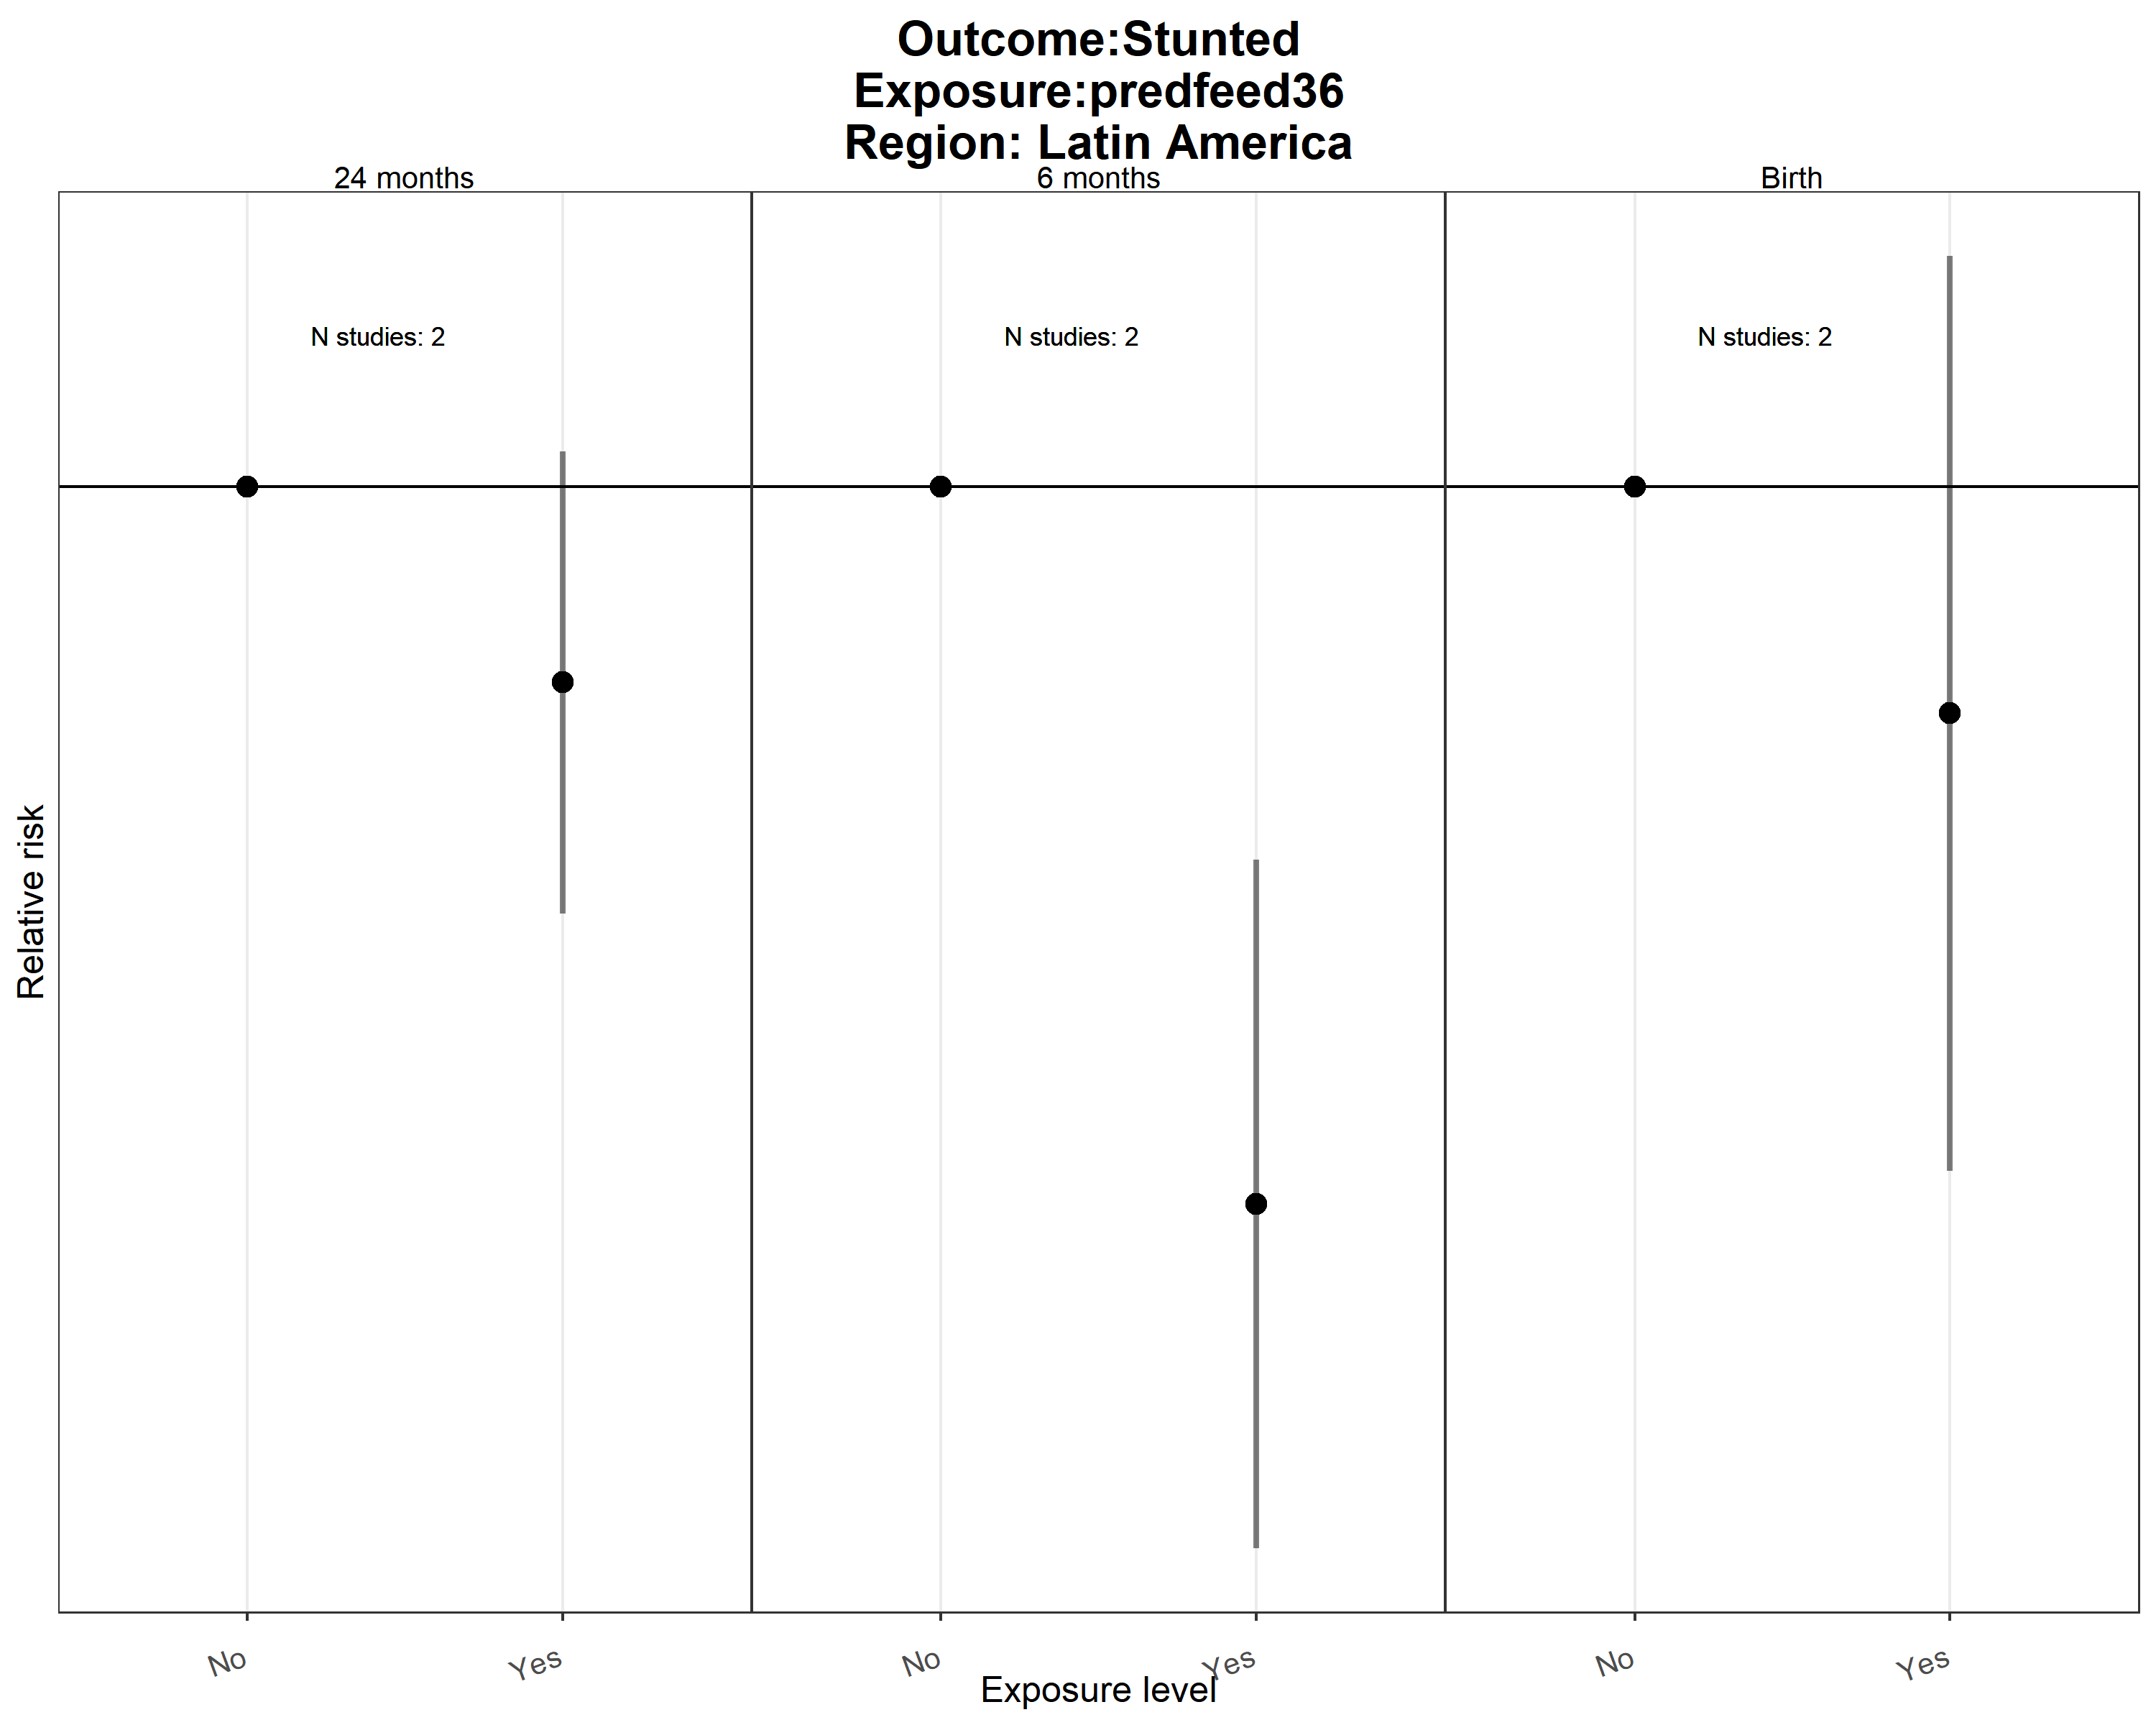 Outcome:Stunted
Exposure:predfeed36
Region: Latin America
24 months
6 months
Birth
N studies: 2
N studies: 2
N studies: 2
Relative risk
No
Yes
No
Yes
No
Yes
Exposure level